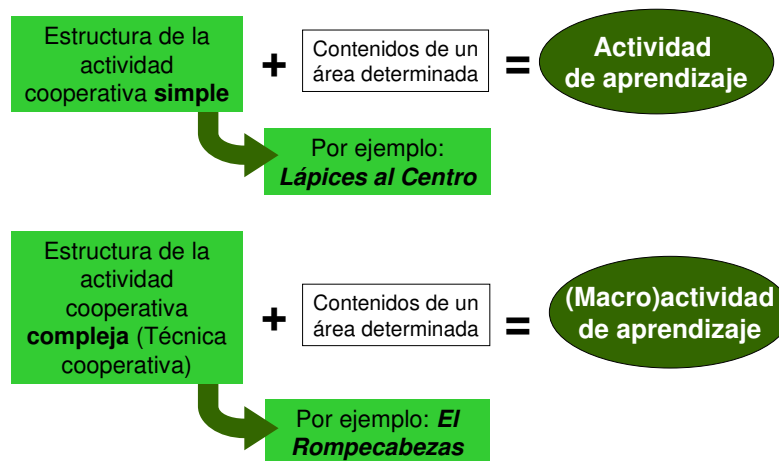 Estructura de la
actividad
cooperativa simple
+
Contenidos de un
área determinada
=
Actividad
de aprendizaje
Por ejemplo:
Lápices al Centro
Estructura de la
actividad
cooperativa
compleja (Técnica
cooperativa)
+
Contenidos de un
área determinada
=
(Macro)actividad
de aprendizaje
Por ejemplo: El
Rompecabezas